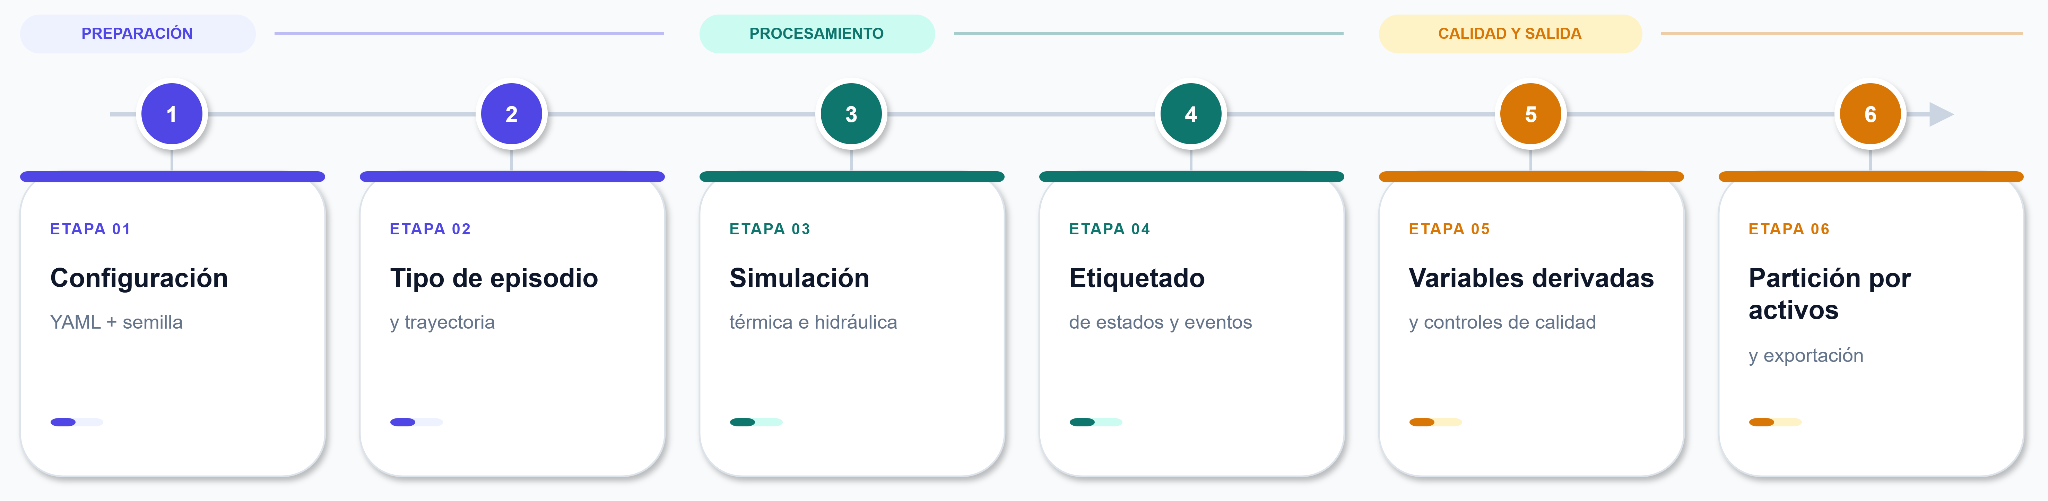 PREPARACIÓN
PROCESAMIENTO
CALIDAD Y SALIDA
1
2
3
4
5
6
ETAPA 01
Configuración
YAML + semilla
ETAPA 02
Tipo de episodio
y trayectoria
ETAPA 03
Simulación
térmica e hidráulica
ETAPA 04
Etiquetado
de estados y eventos
ETAPA 05
Variables derivadas
y controles de calidad
ETAPA 06
Partición por
activos
y exportación